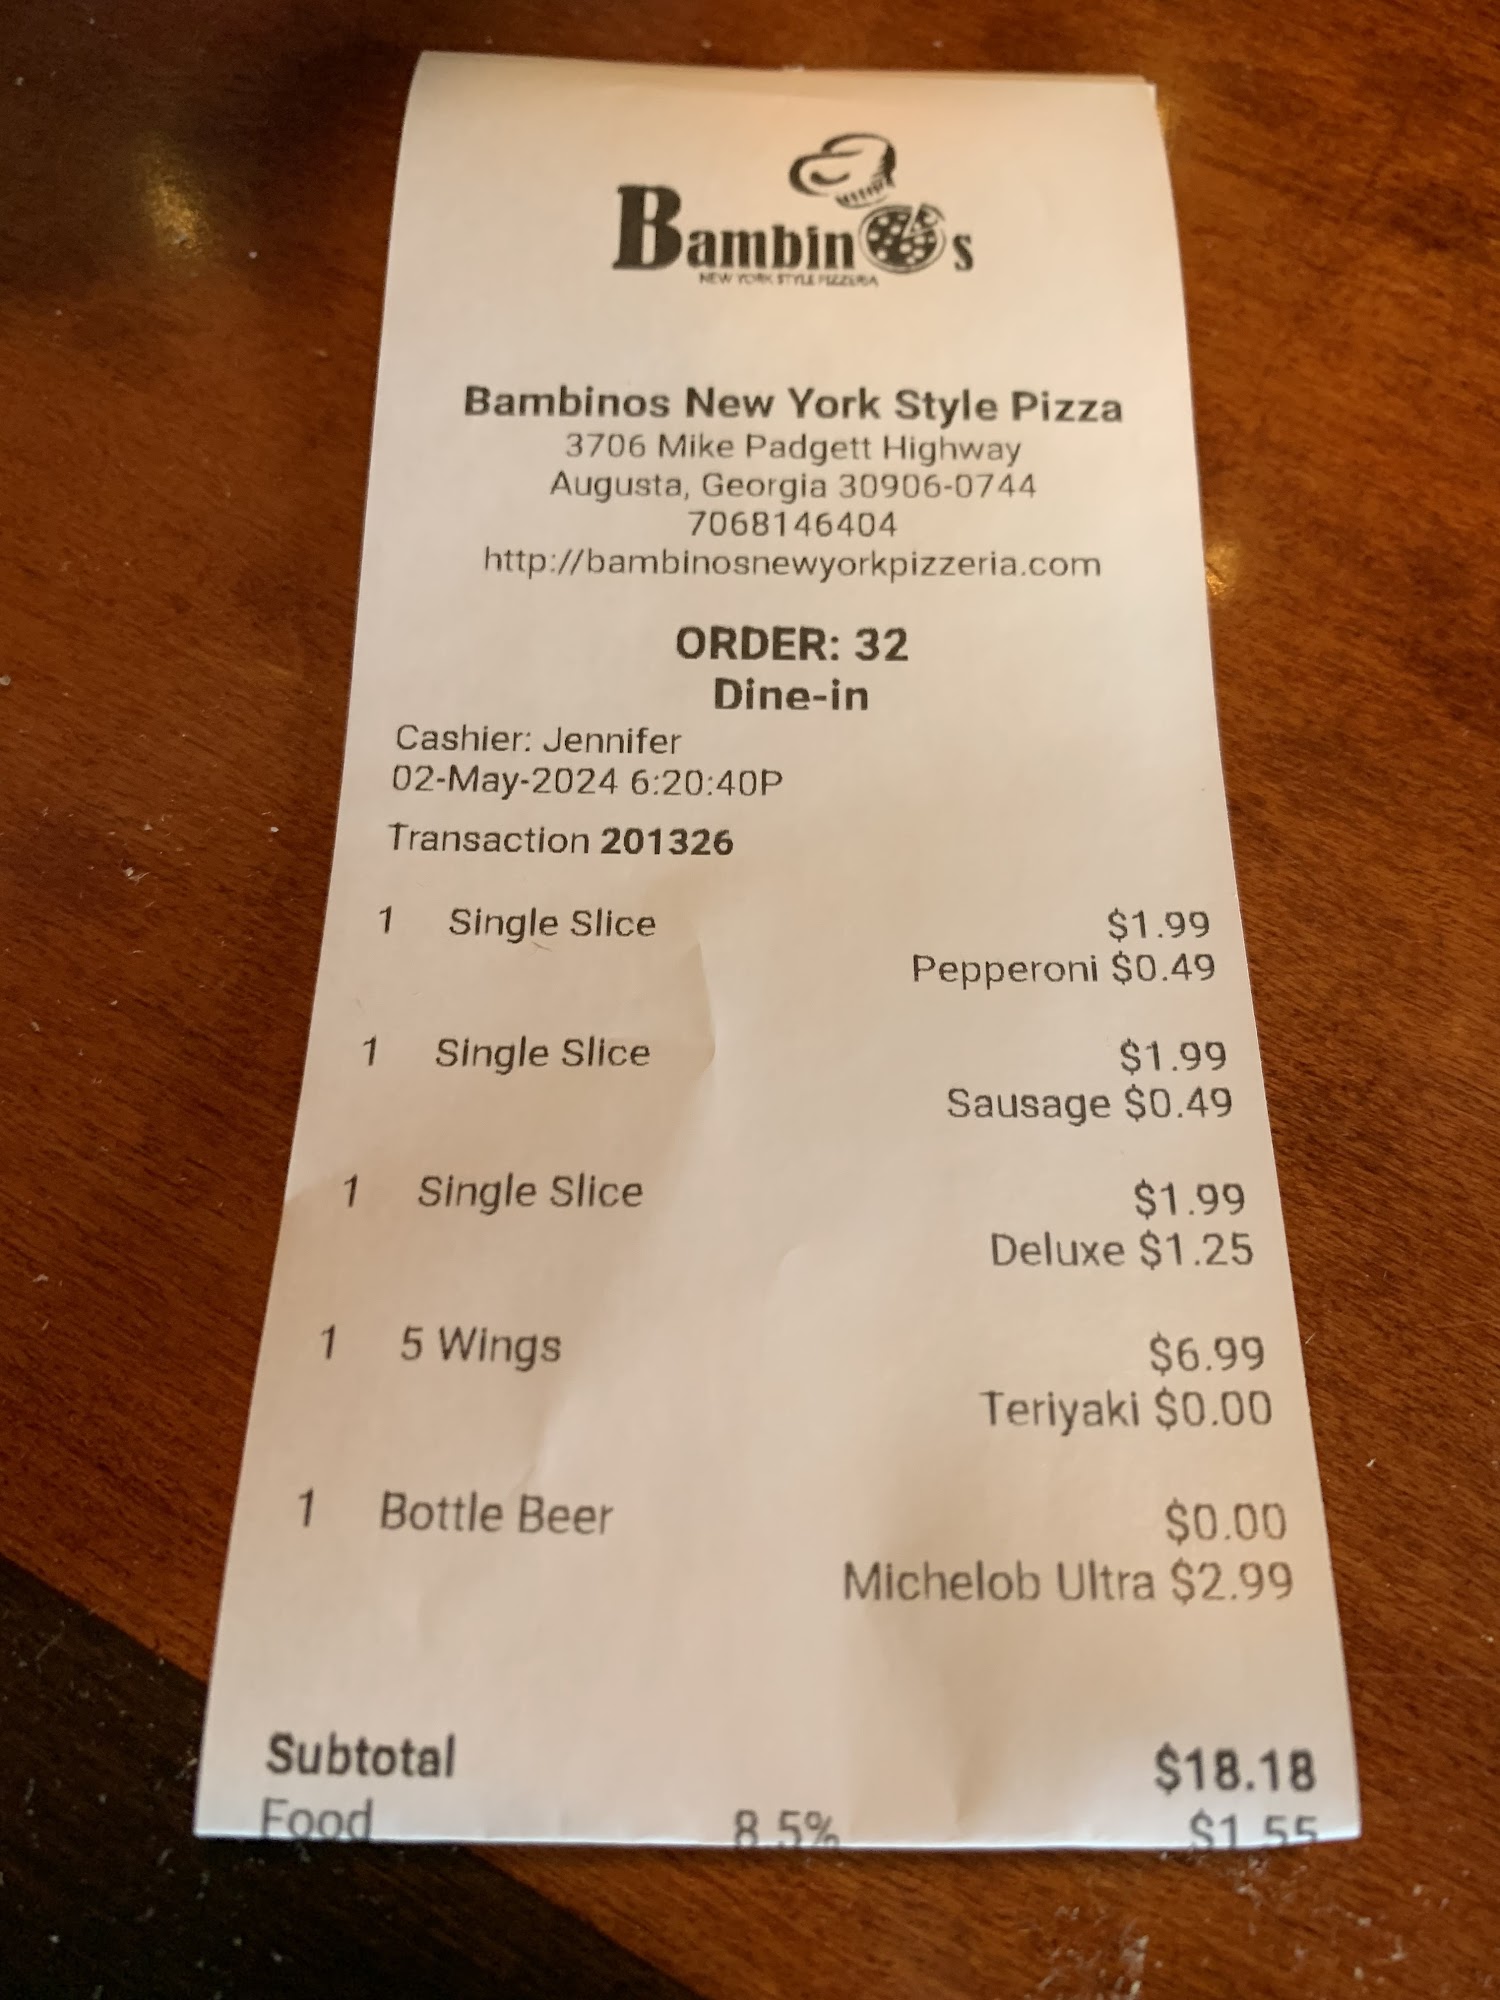 Bambinos
NEW YORK STYLE PIZZERIA
Bambinos New York Style Pizza
3706 Mike Padgett Highway
Augusta, Georgia 30906-0744
7068146404
http://bambinosnewyorkpizzeria.com
ORDER: 32
Dine-in
Cashier: Jennifer
02-May-2024 6:20:40P
Transaction 201326
1 Single Slice $1.99
Pepperoni $0.49
1 Single Slice $1.99
Sausage $0.49
1 Single Slice $1.99
Deluxe $1.25
1 5 Wings $6.99
Teriyaki $0.00
1 Bottle Beer $0.00
Michelob Ultra $2.99
Subtotal $18.18
Food 8.5% $1.55